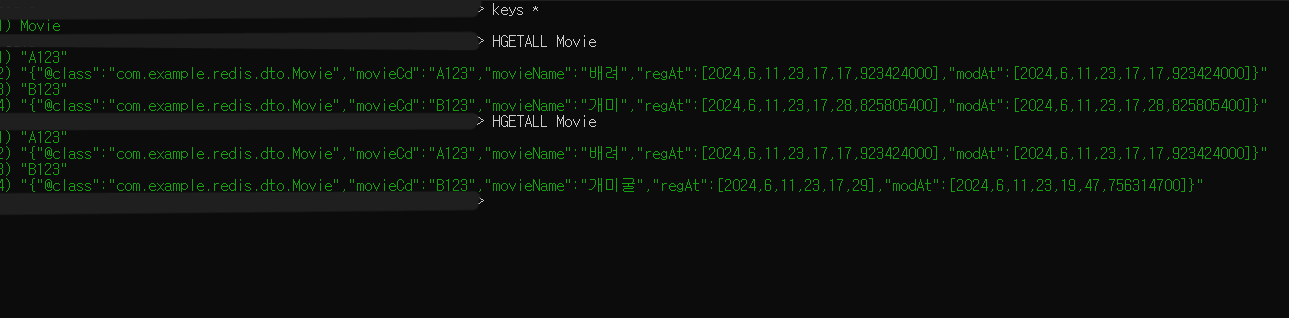 > keys *
1) Movie
> HGETALL Movie
1) "A123"
2) "{"@class":"com.example.redis.dto.Movie","movieCd":"A123","movieName":"배려","regAt":[2024,6,11,23,17,17,923424000],"modAt":[2024,6,11,23,17,17,923424000]}"
3) "B123"
4) "{"@class":"com.example.redis.dto.Movie","movieCd":"B123","movieName":"개미","regAt":[2024,6,11,23,17,28,825805400],"modAt":[2024,6,11,23,17,28,825805400]}"
> HGETALL Movie
1) "A123"
2) "{"@class":"com.example.redis.dto.Movie","movieCd":"A123","movieName":"배려","regAt":[2024,6,11,23,17,17,923424000],"modAt":[2024,6,11,23,17,17,923424000]}"
3) "B123"
4) "{"@class":"com.example.redis.dto.Movie","movieCd":"B123","movieName":"개미굴","regAt":[2024,6,11,23,17,29],"modAt":[2024,6,11,23,19,47,756314700]}"
>